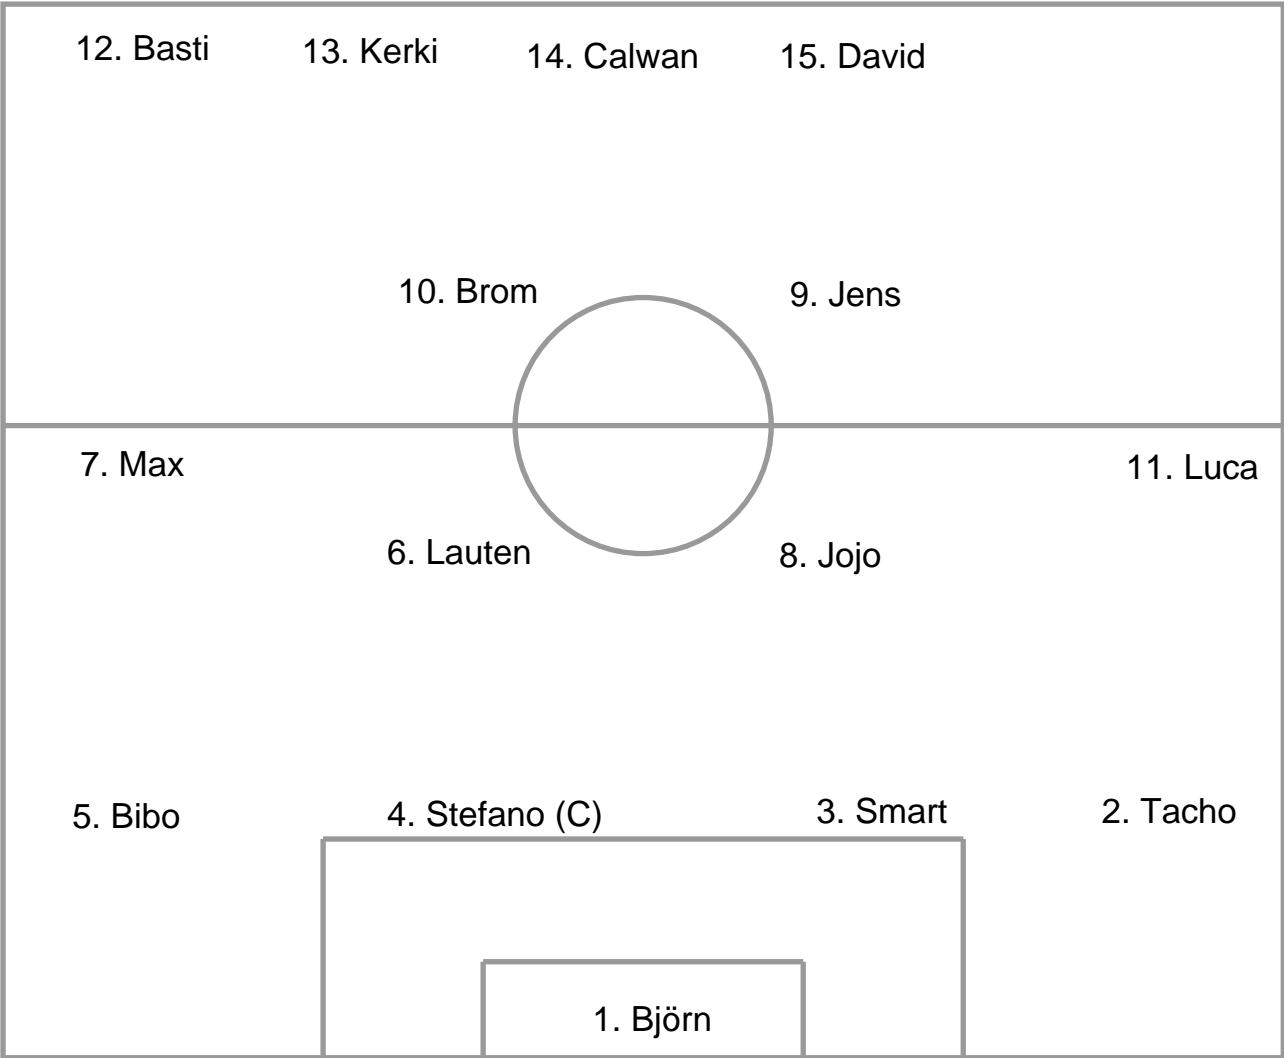 12. Basti
13. Kerki
14. Calwan
15. David
10. Brom
9. Jens
7. Max
11. Luca
6. Lauten
8. Jojo
5. Bibo
4. Stefano (C)
3. Smart
2. Tacho
1. Björn